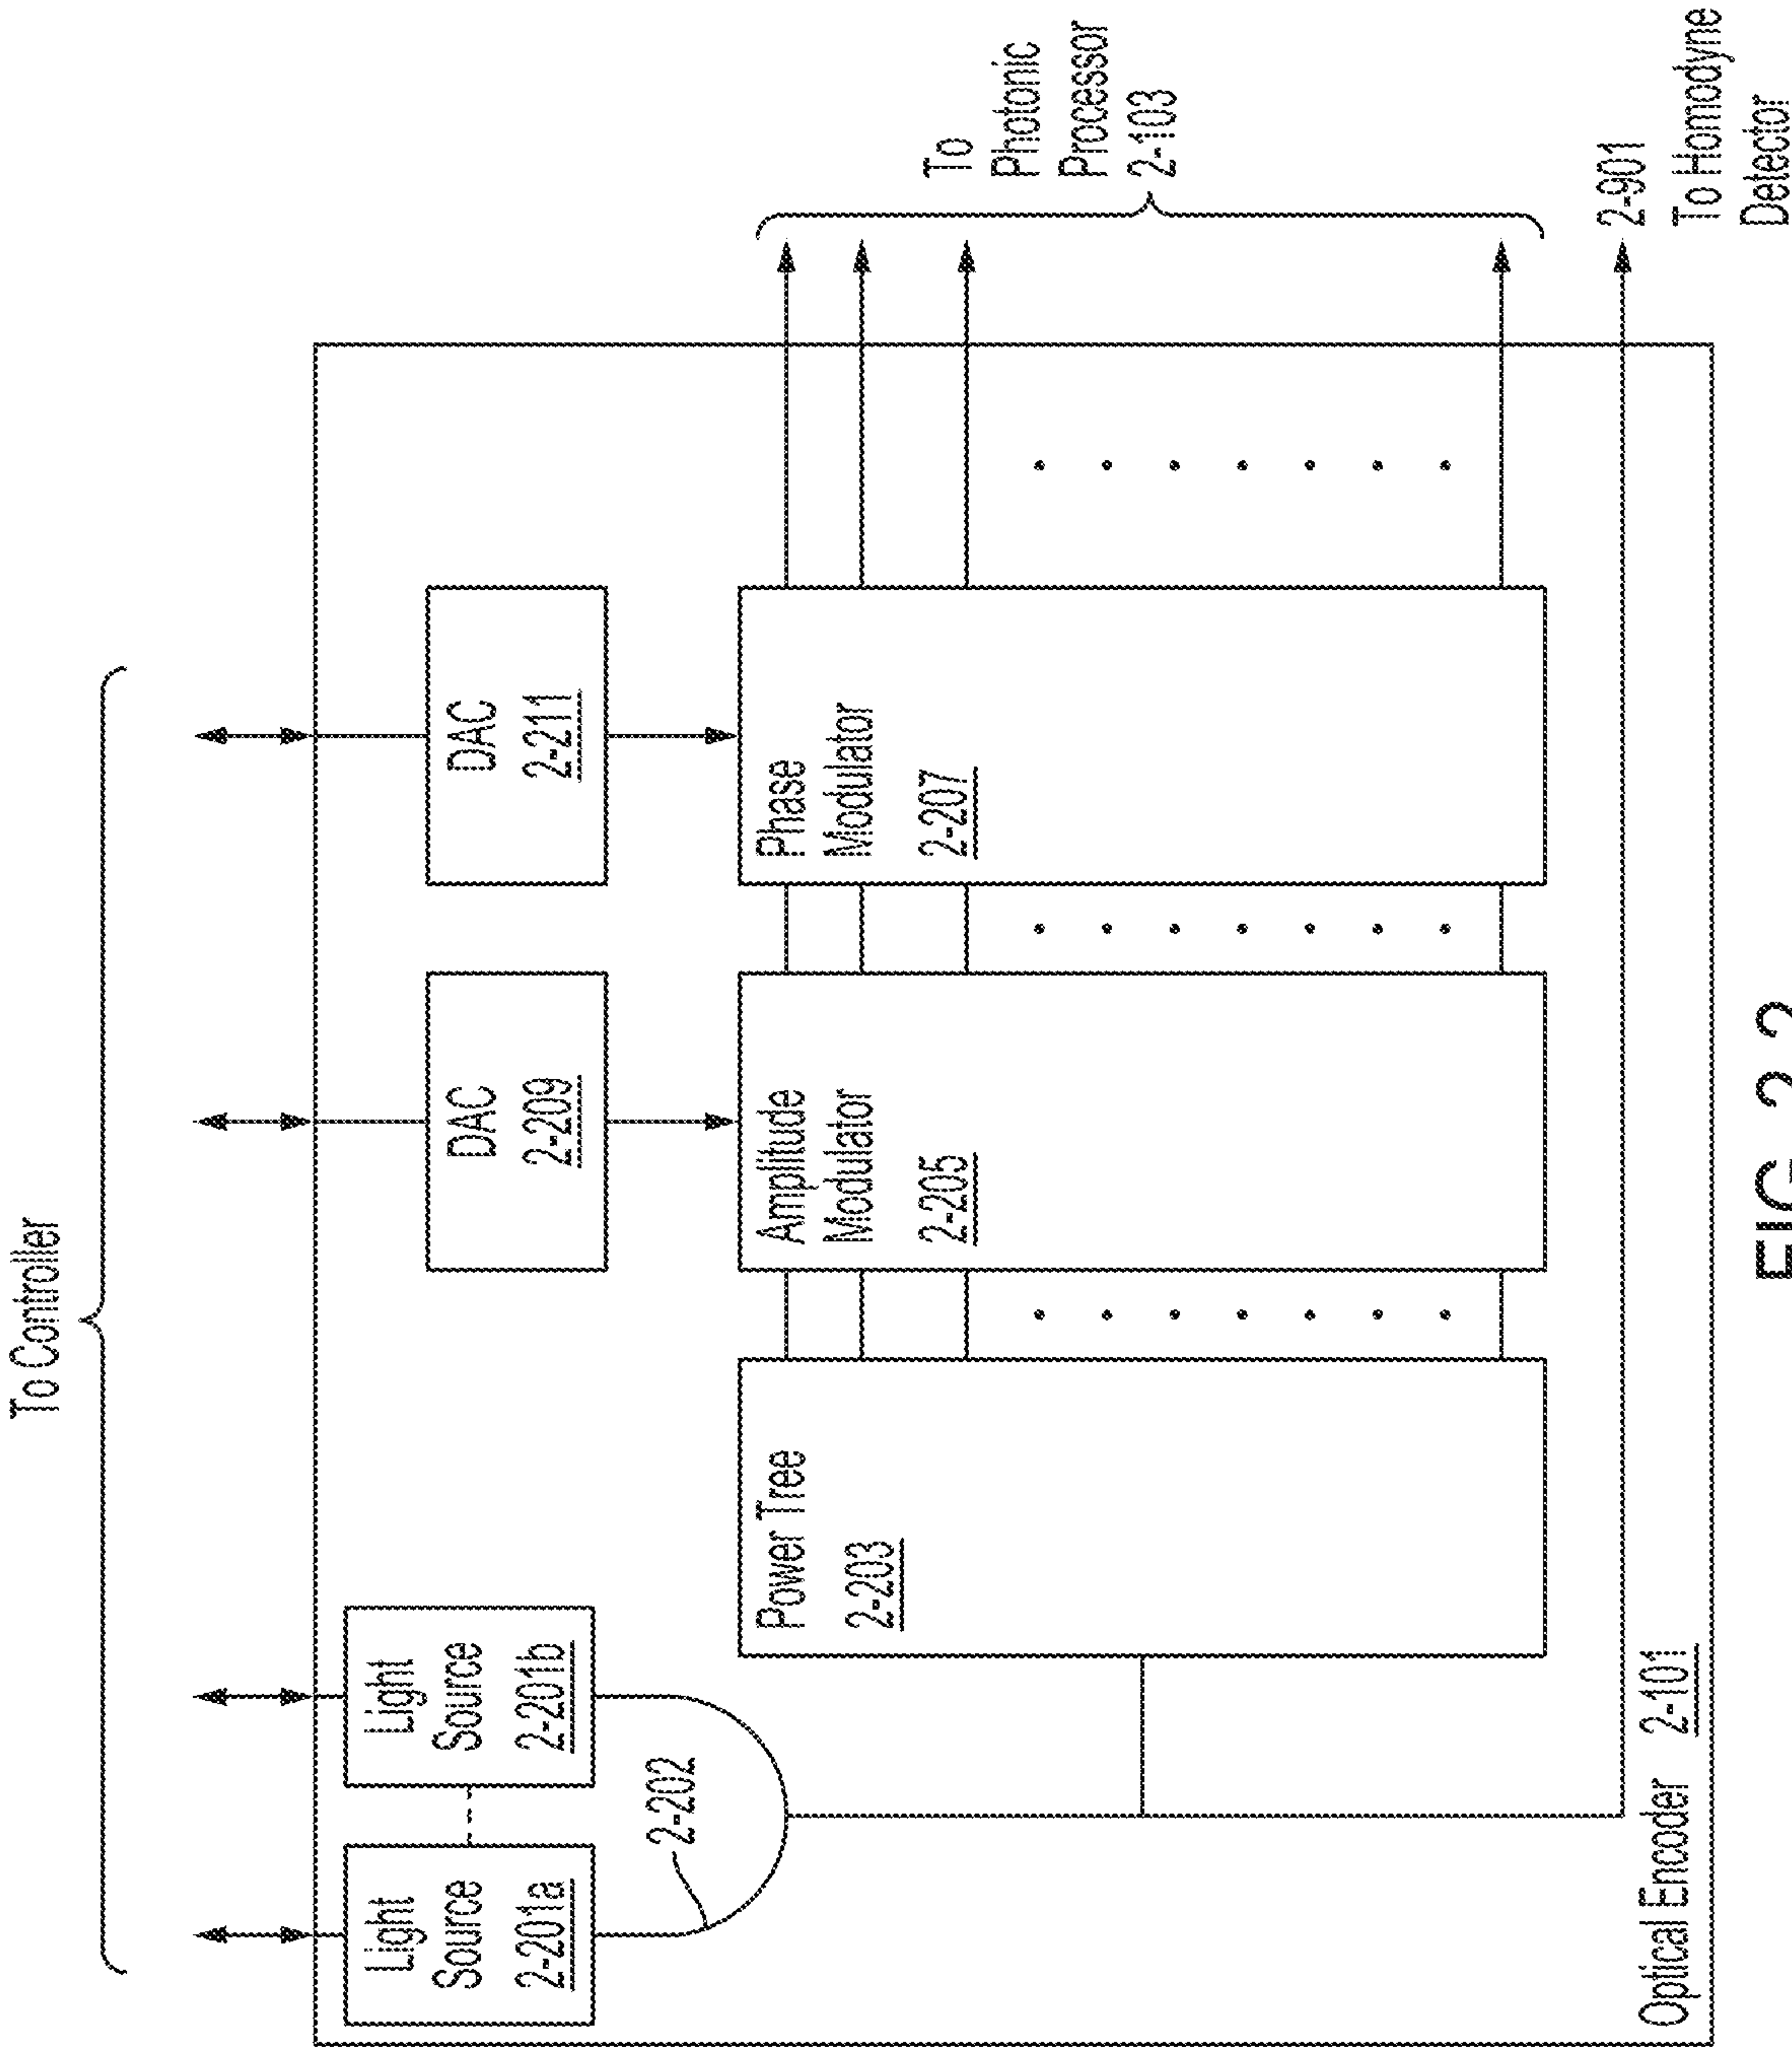 To Controller
Light
Source
2-201a
Light
Source
2-201b
2-202
DAC
2-209
DAC
2-211
Power Tree
2-203
Amplitude
Modulator
2-205
Phase
Modulator
2-207
To
Photonic
Processor
2-103
2-901
To Homodyne
Detector
Optical Encoder 2-101
FIG. 2-2